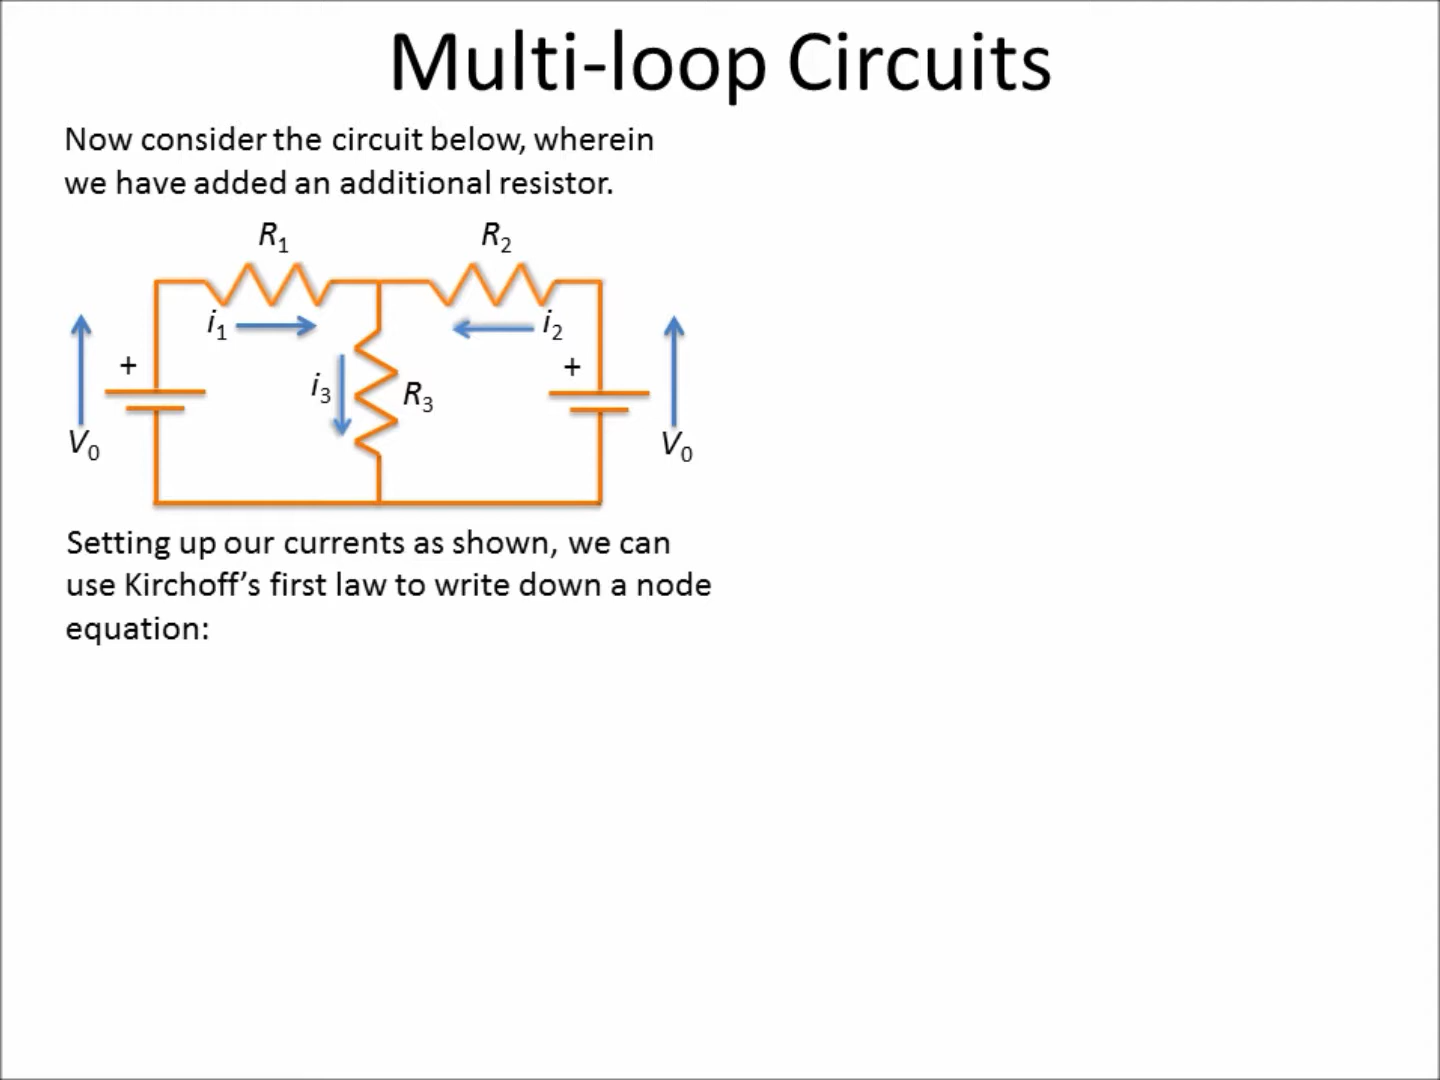 Multi-loop Circuits
Now consider the circuit below, wherein
we have added an additional resistor.
R1
R2
i1
i2
+
+
i3
R3
V0
V0
Setting up our currents as shown, we can
use Kirchoff’s first law to write down a node
equation: